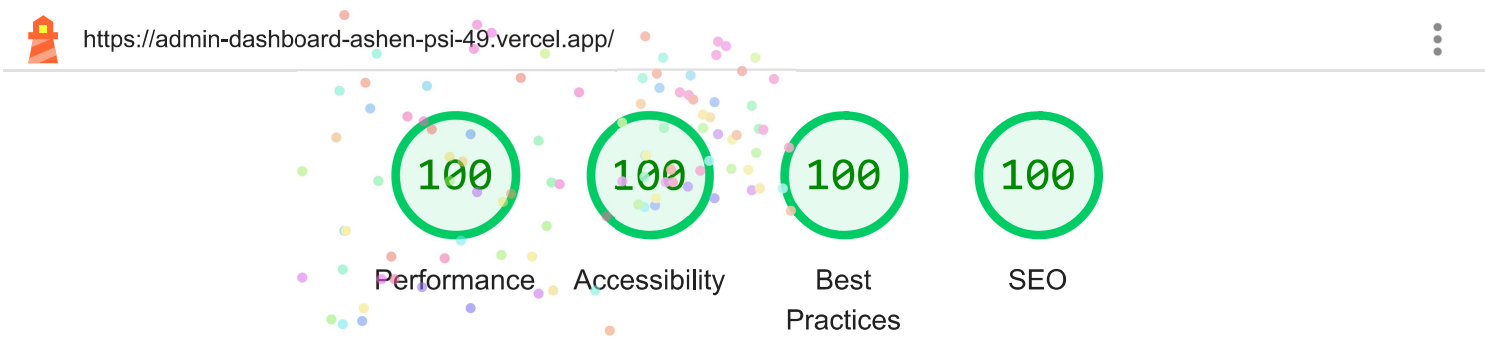 https://admin-dashboard-ashen-psi-49.vercel.app/
100 100 100 100
Performance Accessibility Best Practices SEO